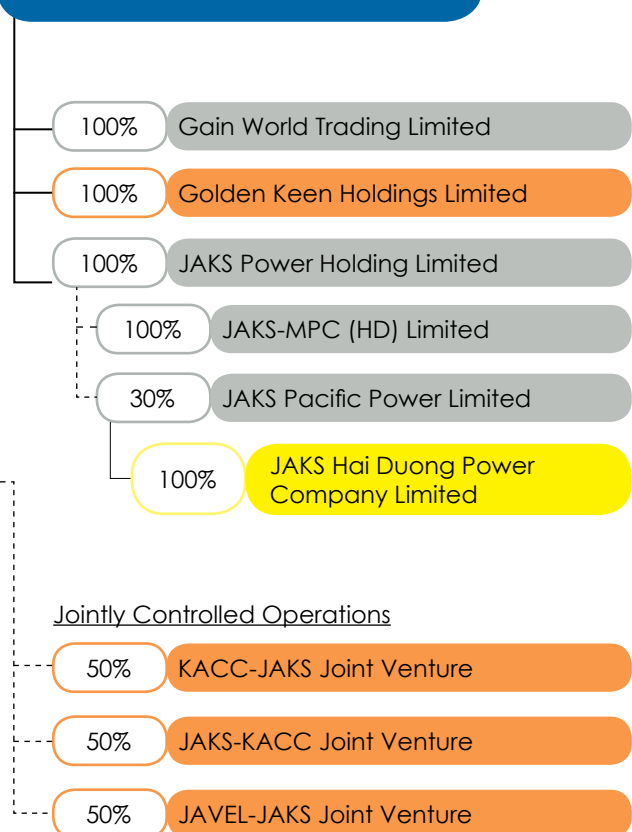 100% Gain World Trading Limited
100% Golden Keen Holdings Limited
100% JAKS Power Holding Limited
100% JAKS-MPC (HD) Limited
30% JAKS Pacific Power Limited
100% JAKS Hai Duong Power
Company Limited
Jointly Controlled Operations
50% KACC-JAKS Joint Venture
50% JAKS-KACC Joint Venture
50% JAVEL-JAKS Joint Venture